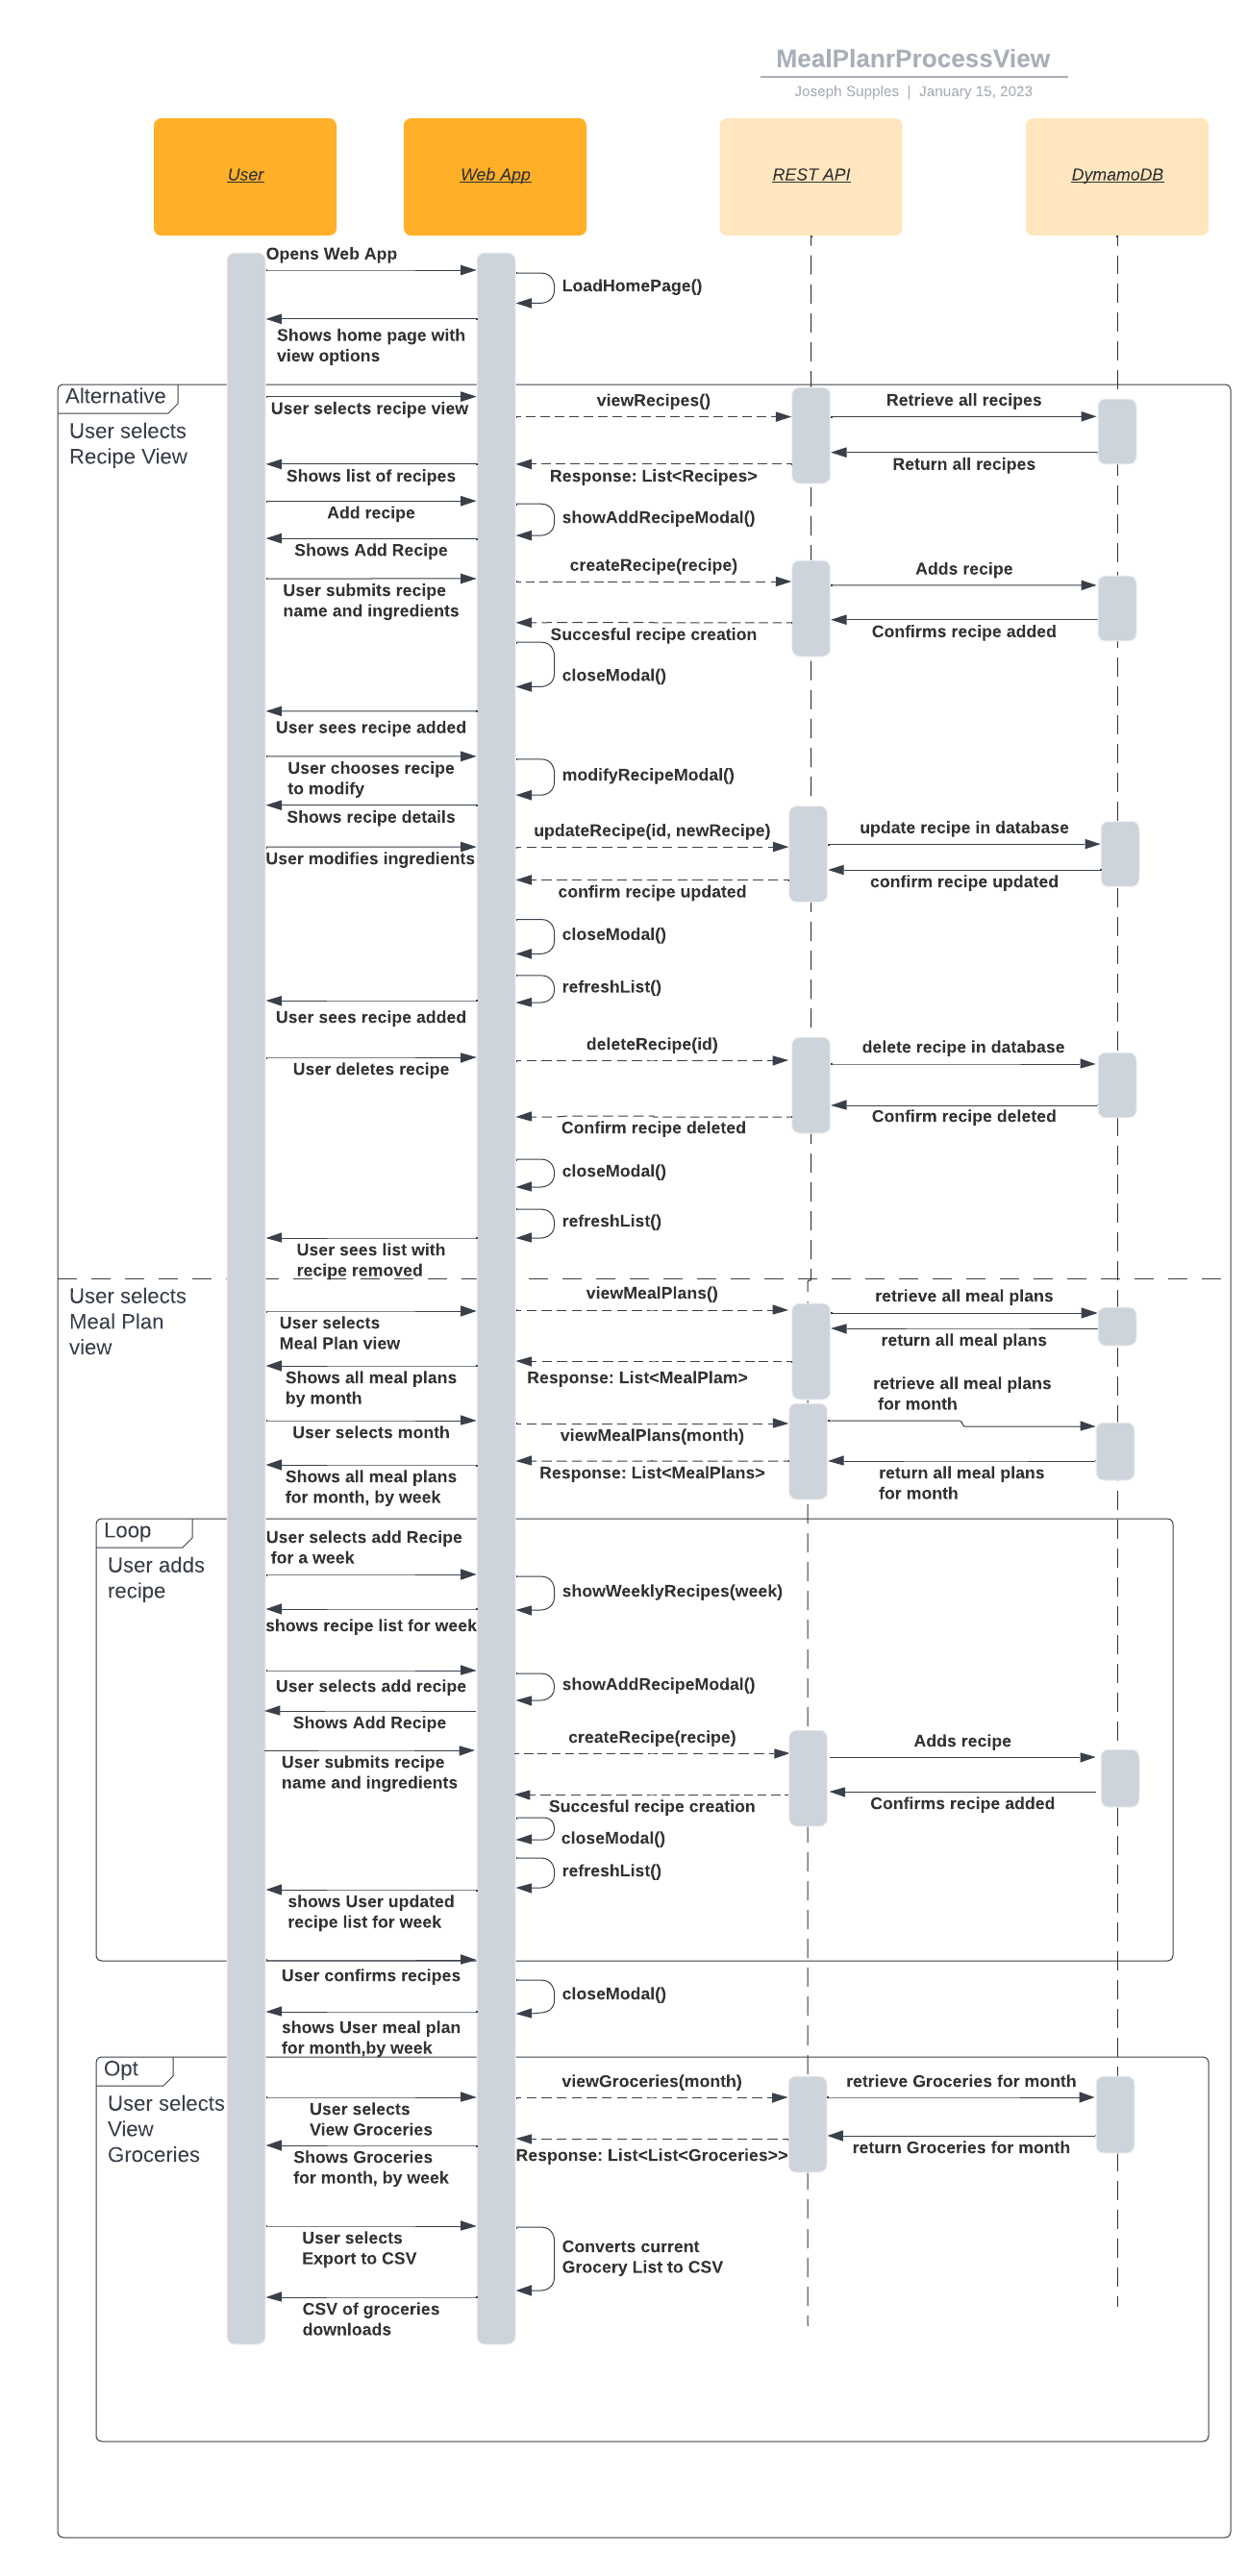 MealPlanrProcessView
Joseph Supples | January 15, 2023
User
Web App
REST API
DymamoDB
Opens Web App
LoadHomePage()
Shows home page with
view options
Alternative
User selects
Recipe View
User selects recipe view
viewRecipes()
Retrieve all recipes
Return all recipes
Response: List<Recipes>
Shows list of recipes
Add recipe
showAddRecipeModal()
Shows Add Recipe
User submits recipe
name and ingredients
createRecipe(recipe)
Adds recipe
Confirms recipe added
Succesful recipe creation
closeModal()
User sees recipe added
User chooses recipe
to modify
modifyRecipeModal()
Shows recipe details
User modifies ingredients
updateRecipe(id, newRecipe)
update recipe in database
confirm recipe updated
confirm recipe updated
closeModal()
refreshList()
User sees recipe added
User deletes recipe
deleteRecipe(id)
delete recipe in database
Confirm recipe deleted
Confirm recipe deleted
closeModal()
refreshList()
User sees list with
recipe removed
User selects
Meal Plan
view
User selects
Meal Plan view
viewMealPlans()
retrieve all meal plans
return all meal plans
Response: List<MealPlam>
Shows all meal plans
by month
User selects month
viewMealPlans(month)
retrieve all meal plans
for month
return all meal plans
for month
Response: List<MealPlans>
Shows all meal plans
for month, by week
Loop
User adds
recipe
User selects add Recipe
for a week
showWeeklyRecipes(week)
shows recipe list for week
User selects add recipe
showAddRecipeModal()
Shows Add Recipe
User submits recipe
name and ingredients
createRecipe(recipe)
Adds recipe
Confirms recipe added
Succesful recipe creation
closeModal()
refreshList()
shows User updated
recipe list for week
User confirms recipes
closeModal()
shows User meal plan
for month,by week
Opt
User selects
View
Groceries
User selects
View Groceries
viewGroceries(month)
retrieve Groceries for month
return Groceries for month
Response: List<List<Groceries>>
Shows Groceries
for month, by week
User selects
Export to CSV
Converts current
Grocery List to CSV
CSV of groceries
downloads